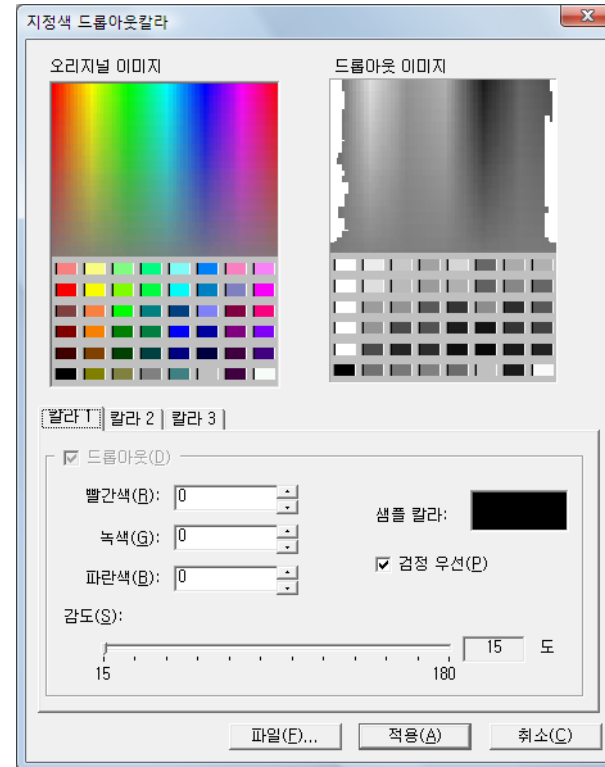 지정색 드롭아웃칼라
오리지널 이미지
드롭아웃 이미지
칼라 1 칼라 2 칼라 3
드롭아웃(D)
빨간색(R): 0
녹색(G): 0
파란색(B): 0
샘플 칼라:
검정 우선(P)
감도(S):
15 180
15 도
파일(F)... 적용(A) 취소(C)